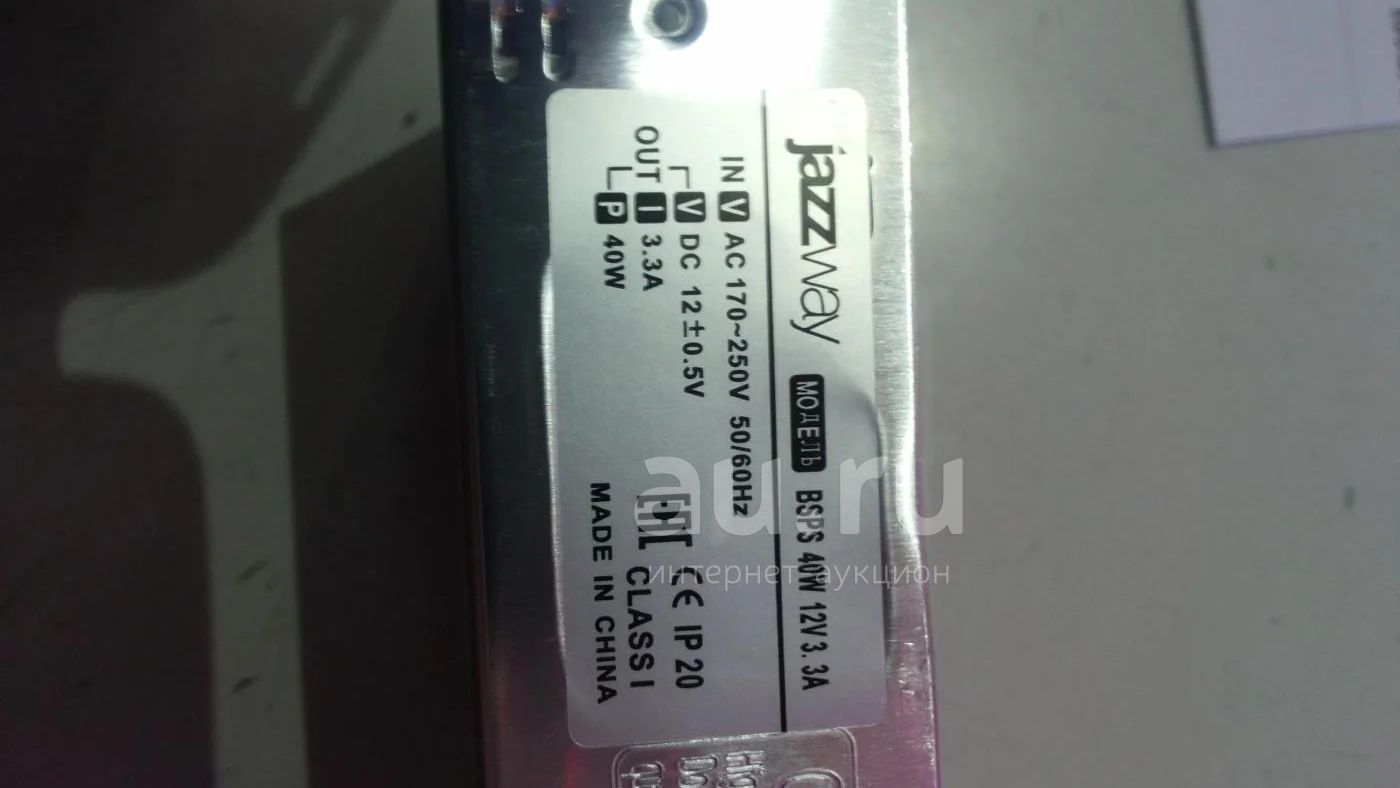 jazzway МОДЕЛЬ BSPS 40W 12V 3.3A
IN V AC 170~250V 50/60Hz
V DC 12±0.5V
OUT I 3.3A
P 40W
EAC CE IP 20
CLASS I
MADE IN CHINA
au.ru
интернет аукцион